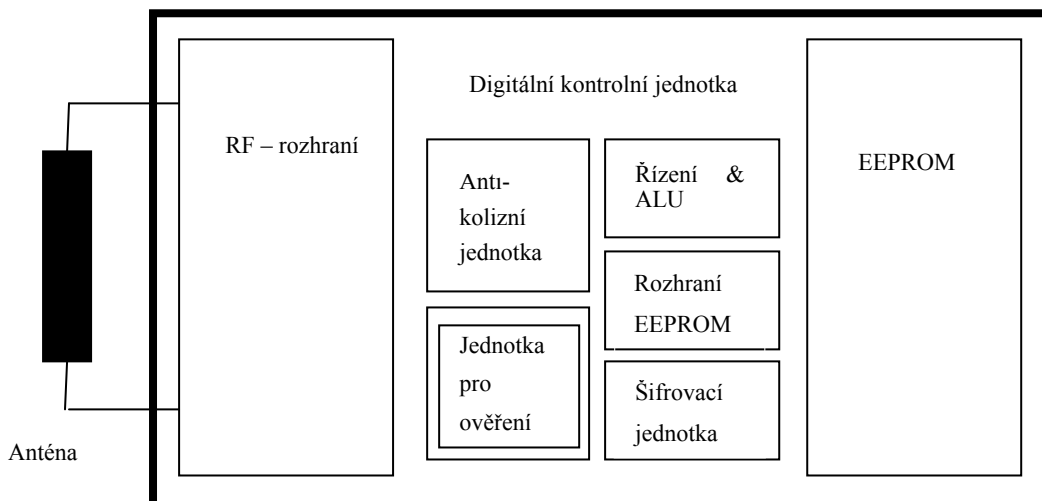 Digitální kontrolní jednotka
RF – rozhraní
Anti-
kolizní
jednotka
Řízení &
ALU
EEPROM
Rozhraní
EEPROM
Jednotka
pro
ověření
Šifrovací
jednotka
Anténa